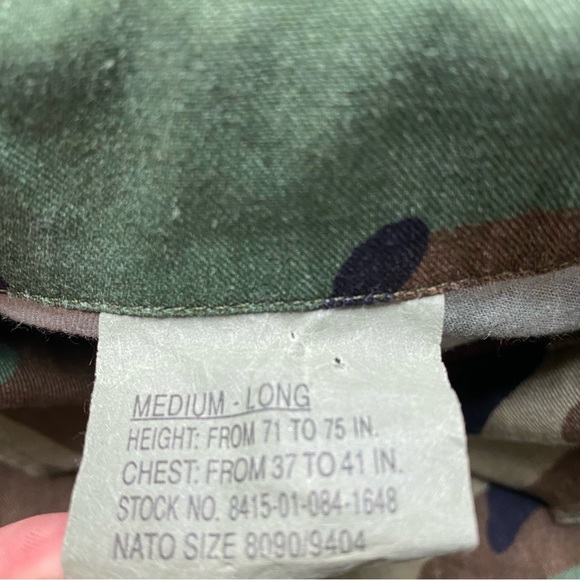 MEDIUM - LONG
HEIGHT: FROM 71 TO 75 IN.
CHEST: FROM 37 TO 41 IN.
STOCK NO. 8415-01-084-1648
NATO SIZE 8090/9404